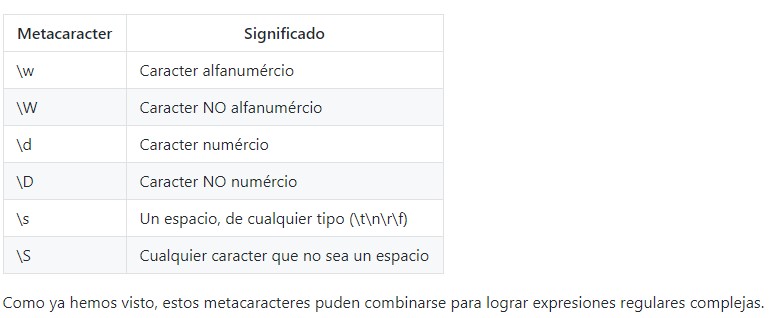 Metacaracter Significado
\w Caracter alfanumércio
\W Caracter NO alfanumércio
\d Caracter numércio
\D Caracter NO numércio
\s Un espacio, de cualquier tipo (\t\n\r\f)
\S Cualquier caracter que no sea un espacio
Como ya hemos visto, estos metacaracteres puden combinarse para lograr expresiones regulares complejas.